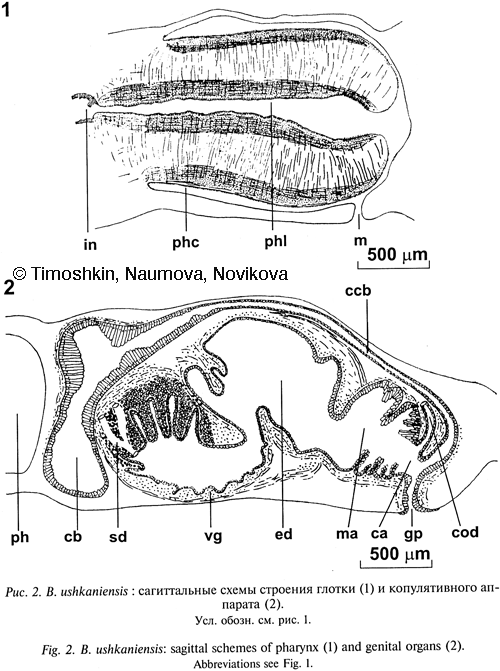 1
in phc phl m
500 µm
© Timoshkin, Naumova, Novikova
2
ccb
ph cb sd vg ed ma ca gp cod
500 µm
Рис. 2. B. ushkaniensis : сагиттальные схемы строения глотки (1) и копулятивного ап-
парата (2).
Усл. обозн. см. рис. 1.
Fig. 2. B. ushkaniensis: sagittal schemes of pharynx (1) and genital organs (2).
Abbreviations see Fig. 1.